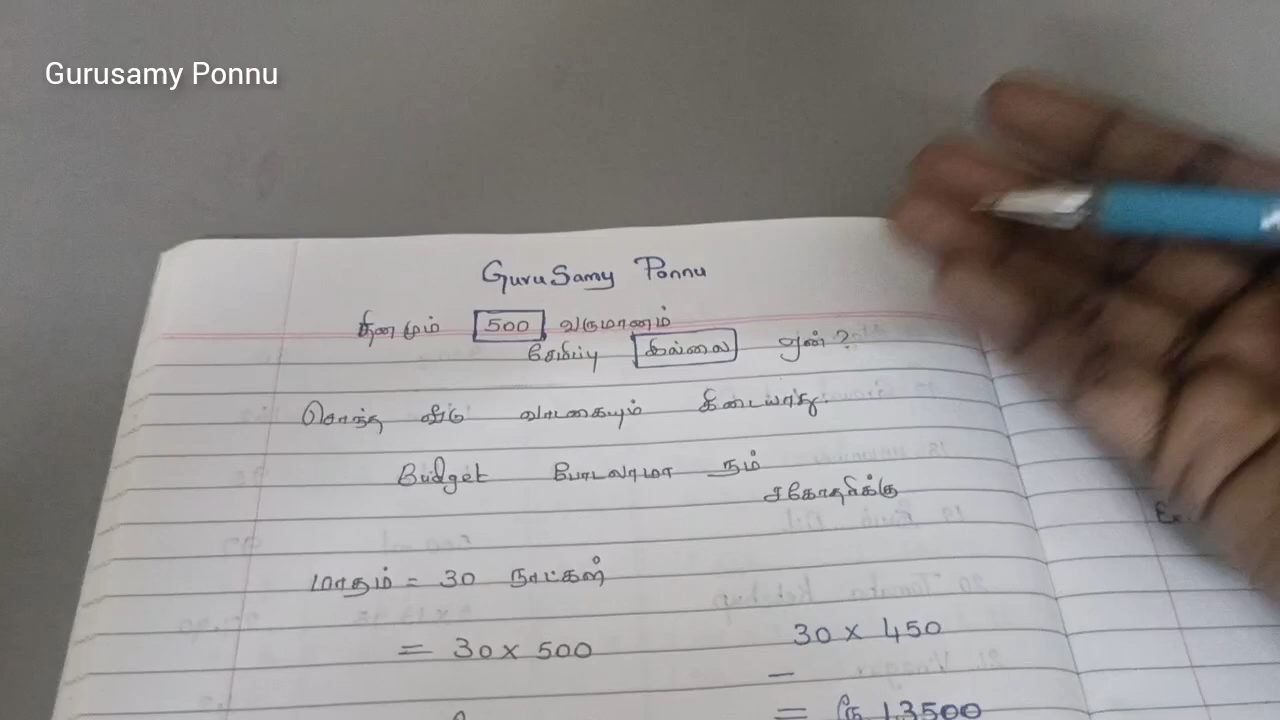 Gurusamy Ponnu
GuruSamy Ponnu
தினமும் 500 வருமானம்
சேமிப்பு இல்லை ஏன்?
சொந்த வீடு வாடகையும் கிடையாது.
Budget போடலாமா நம்
சகோதரிக்கு
மாதம் = 30 நாட்கள்
= 30 x 500
30 x 450
= ரூ 13500